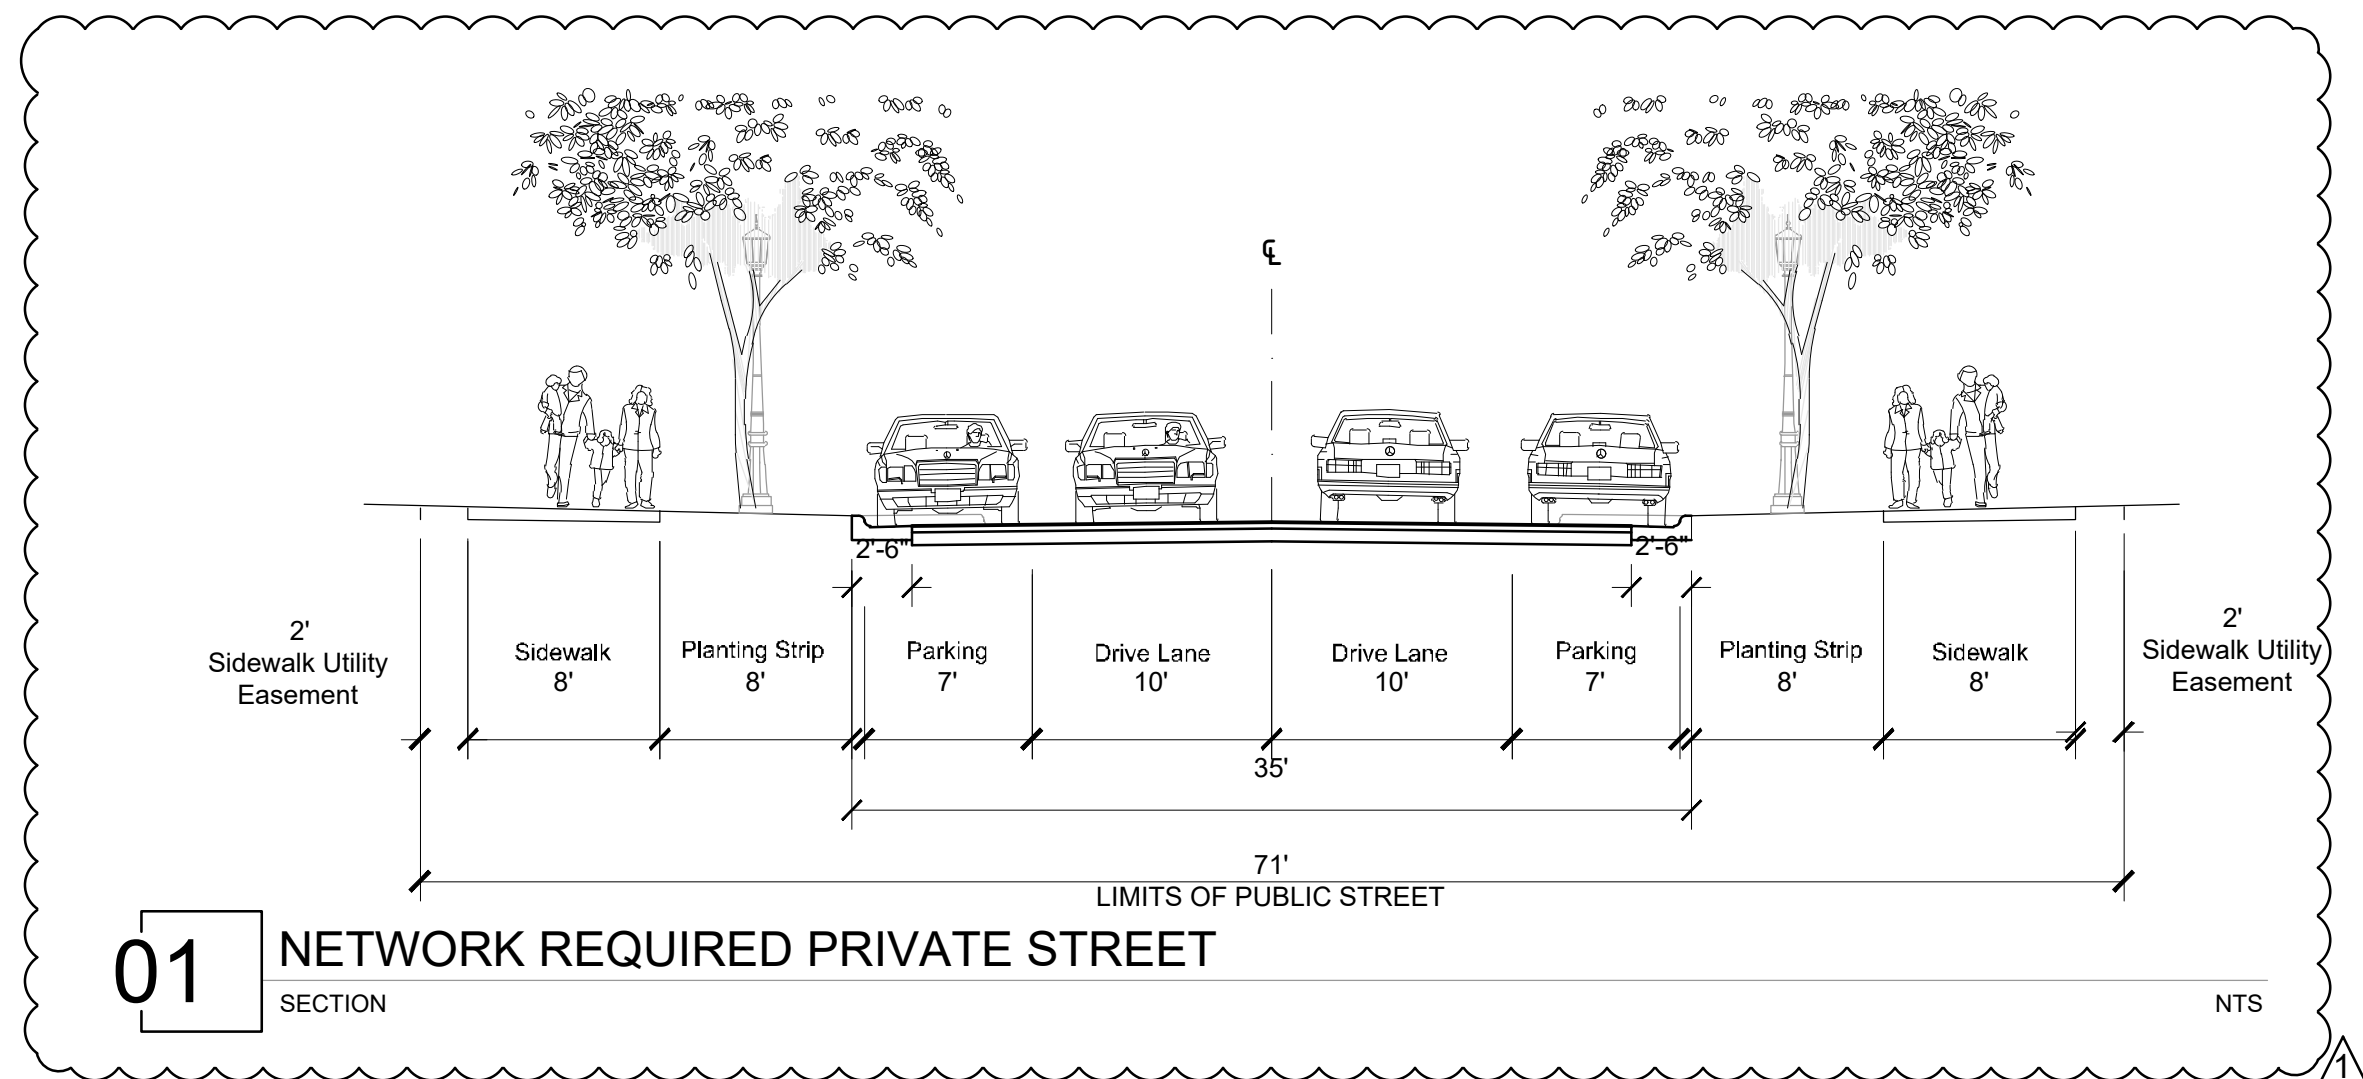 ℄
2'-6"
2'-6"
2'
Sidewalk Utility
Easement
Sidewalk
8'
Planting Strip
8'
Parking
7'
Drive Lane
10'
Drive Lane
10'
Parking
7'
Planting Strip
8'
Sidewalk
8'
2'
Sidewalk Utility
Easement
35'
71'
LIMITS OF PUBLIC STREET
01
NETWORK REQUIRED PRIVATE STREET
SECTION
NTS
1